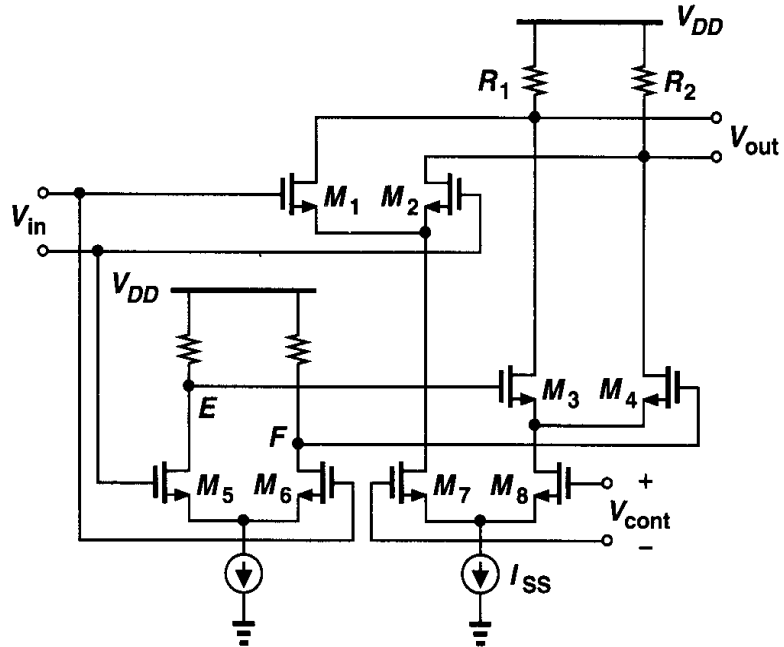 V_DD
R_1
R_2
V_out
M_1
M_2
V_in
V_DD
E
M_3
M_4
F
M_5
M_6
M_7
M_8
+
V_cont
−
I_SS